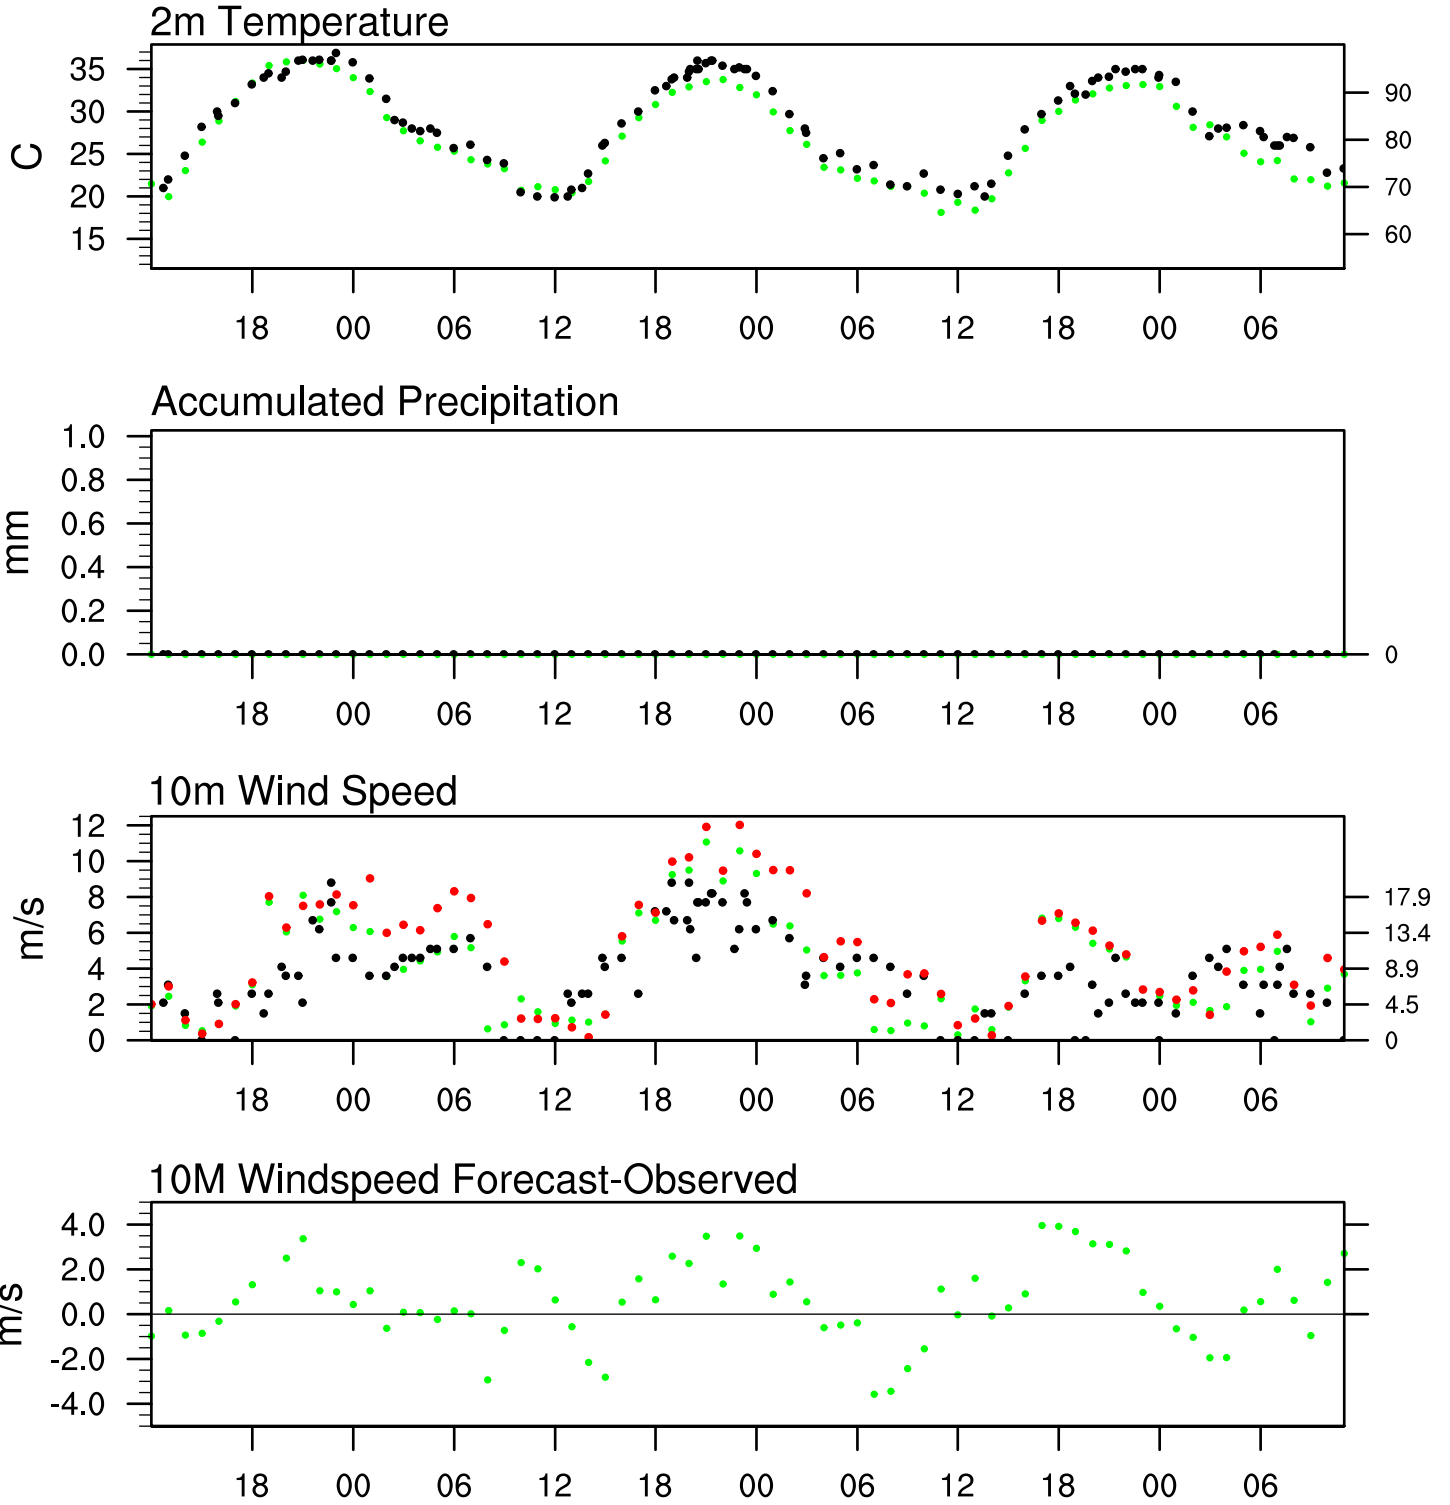 2m Temperature
35
30
25
20
15
C
90
80
70
60
18 00 06 12 18 00 06 12 18 00 06
Accumulated Precipitation
1.0
0.8
0.6
0.4
0.2
0.0
mm
0
18 00 06 12 18 00 06 12 18 00 06
10m Wind Speed
12
10
8
6
4
2
0
m/s
17.9
13.4
8.9
4.5
0
18 00 06 12 18 00 06 12 18 00 06
10M Windspeed Forecast-Observed
4.0
2.0
0.0
-2.0
-4.0
m/s
18 00 06 12 18 00 06 12 18 00 06